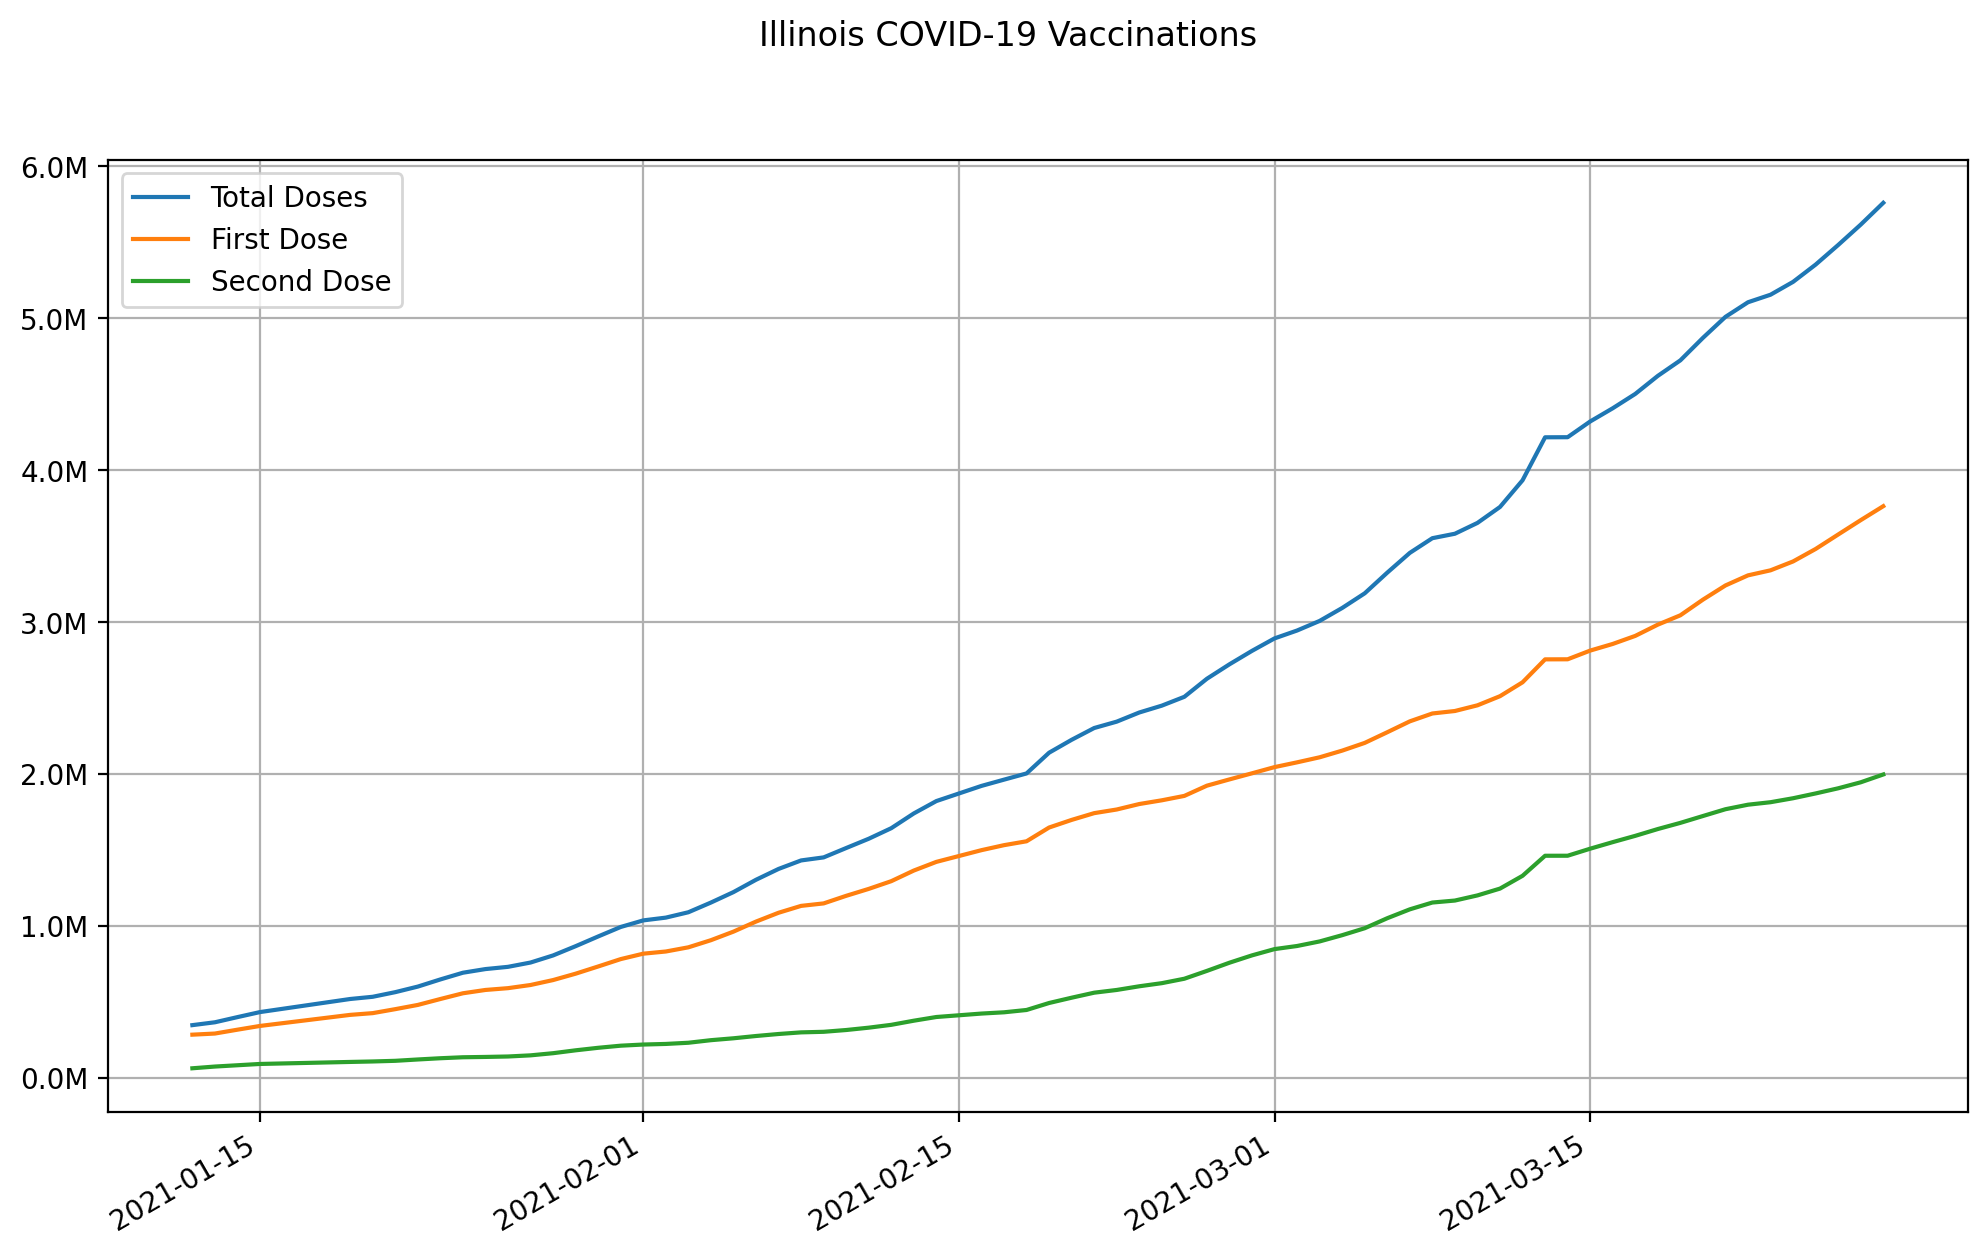 Illinois COVID-19 Vaccinations
6.0M
5.0M
4.0M
3.0M
2.0M
1.0M
0.0M
Total Doses
First Dose
Second Dose
2021-01-15
2021-02-01
2021-02-15
2021-03-01
2021-03-15